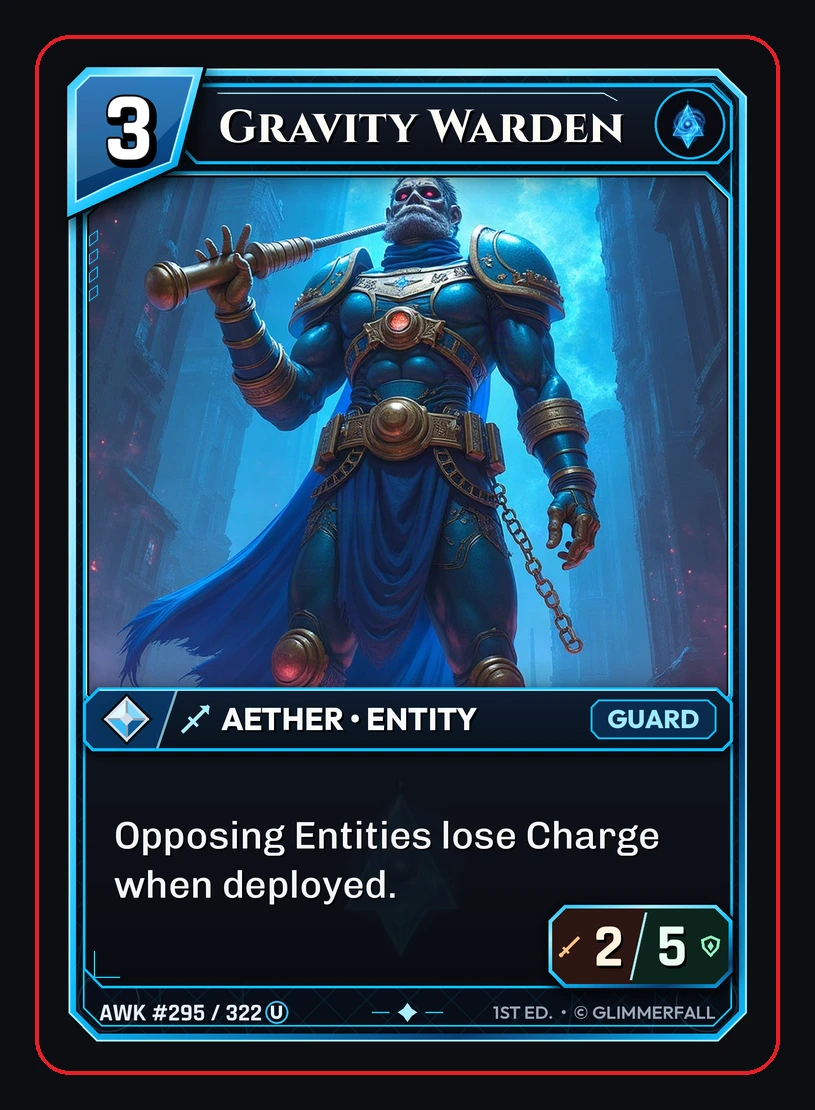 3
GRAVITY WARDEN
AETHER • ENTITY
GUARD
Opposing Entities lose Charge
when deployed.
2 / 5
AWK #295 / 322 U
1ST ED. • © GLIMMERFALL